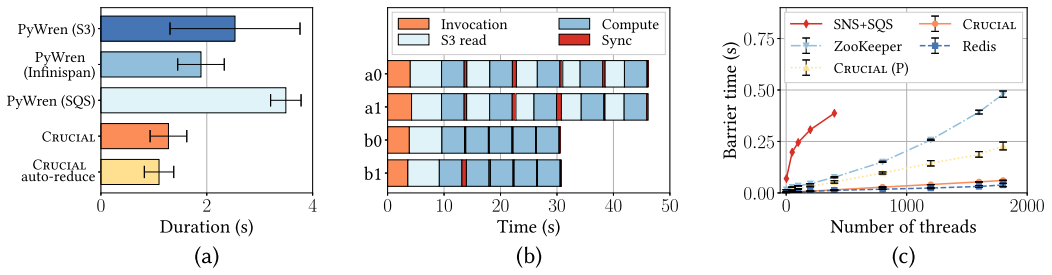 PyWren (S3)
PyWren
(Infinispan)
PyWren (SQS)
Crucial
Crucial
auto-reduce
0
2
4
Duration (s)
(a)
Invocation
Compute
S3 read
Sync
a0
a1
b0
b1
0
10
20
30
40
50
Time (s)
(b)
SNS+SQS
Crucial
ZooKeeper
Redis
Crucial (P)
0.75
0.50
0.25
0.00
Barrier time (s)
0
1000
2000
Number of threads
(c)